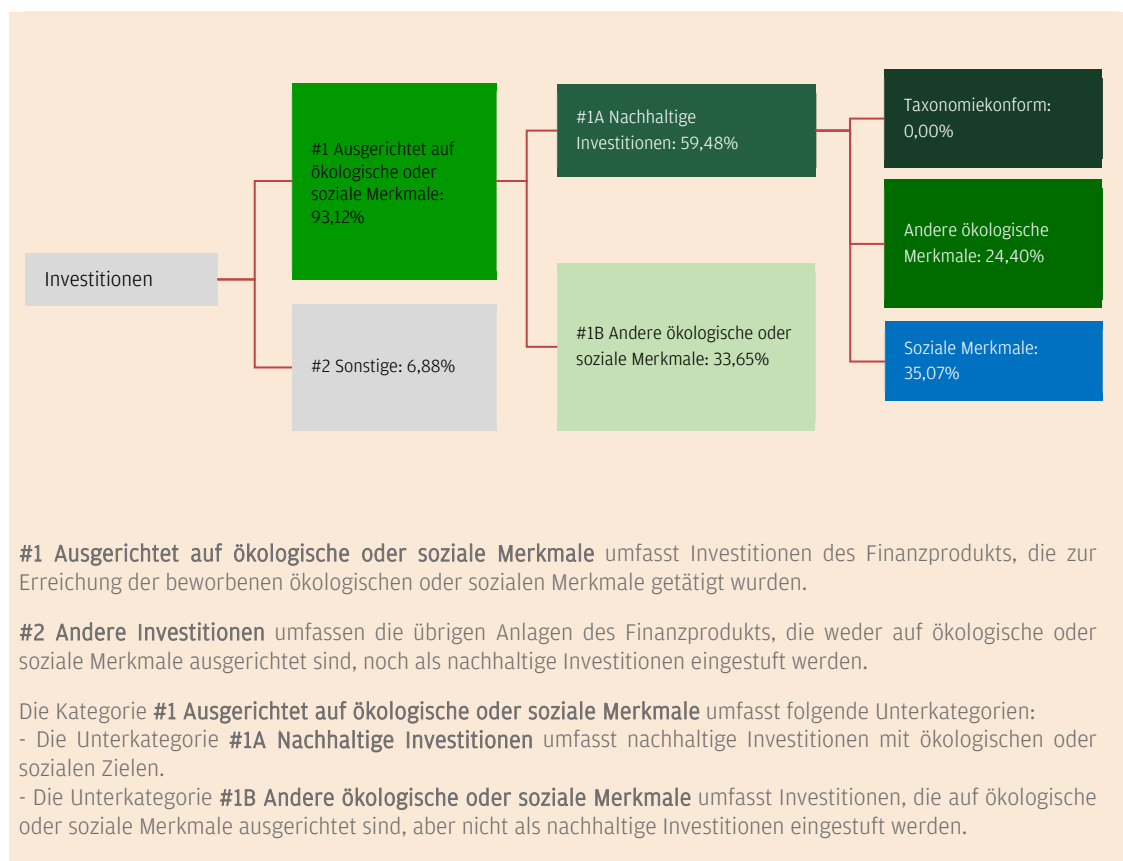 Investitionen
#1 Ausgerichtet auf
ökologische oder
soziale Merkmale:
93,12%
#2 Sonstige: 6,88%
#1A Nachhaltige
Investitionen: 59,48%
#1B Andere ökologische oder
soziale Merkmale: 33,65%
Taxonomiekonform:
0,00%
Andere ökologische
Merkmale: 24,40%
Soziale Merkmale:
35,07%
#1 Ausgerichtet auf ökologische oder soziale Merkmale umfasst Investitionen des Finanzprodukts, die zur
Erreichung der beworbenen ökologischen oder sozialen Merkmale getätigt wurden.
#2 Andere Investitionen umfassen die übrigen Anlagen des Finanzprodukts, die weder auf ökologische oder
soziale Merkmale ausgerichtet sind, noch als nachhaltige Investitionen eingestuft werden.
Die Kategorie #1 Ausgerichtet auf ökologische oder soziale Merkmale umfasst folgende Unterkategorien:
- Die Unterkategorie #1A Nachhaltige Investitionen umfasst nachhaltige Investitionen mit ökologischen oder
sozialen Zielen.
- Die Unterkategorie #1B Andere ökologische oder soziale Merkmale umfasst Investitionen, die auf ökologische
oder soziale Merkmale ausgerichtet sind, aber nicht als nachhaltige Investitionen eingestuft werden.